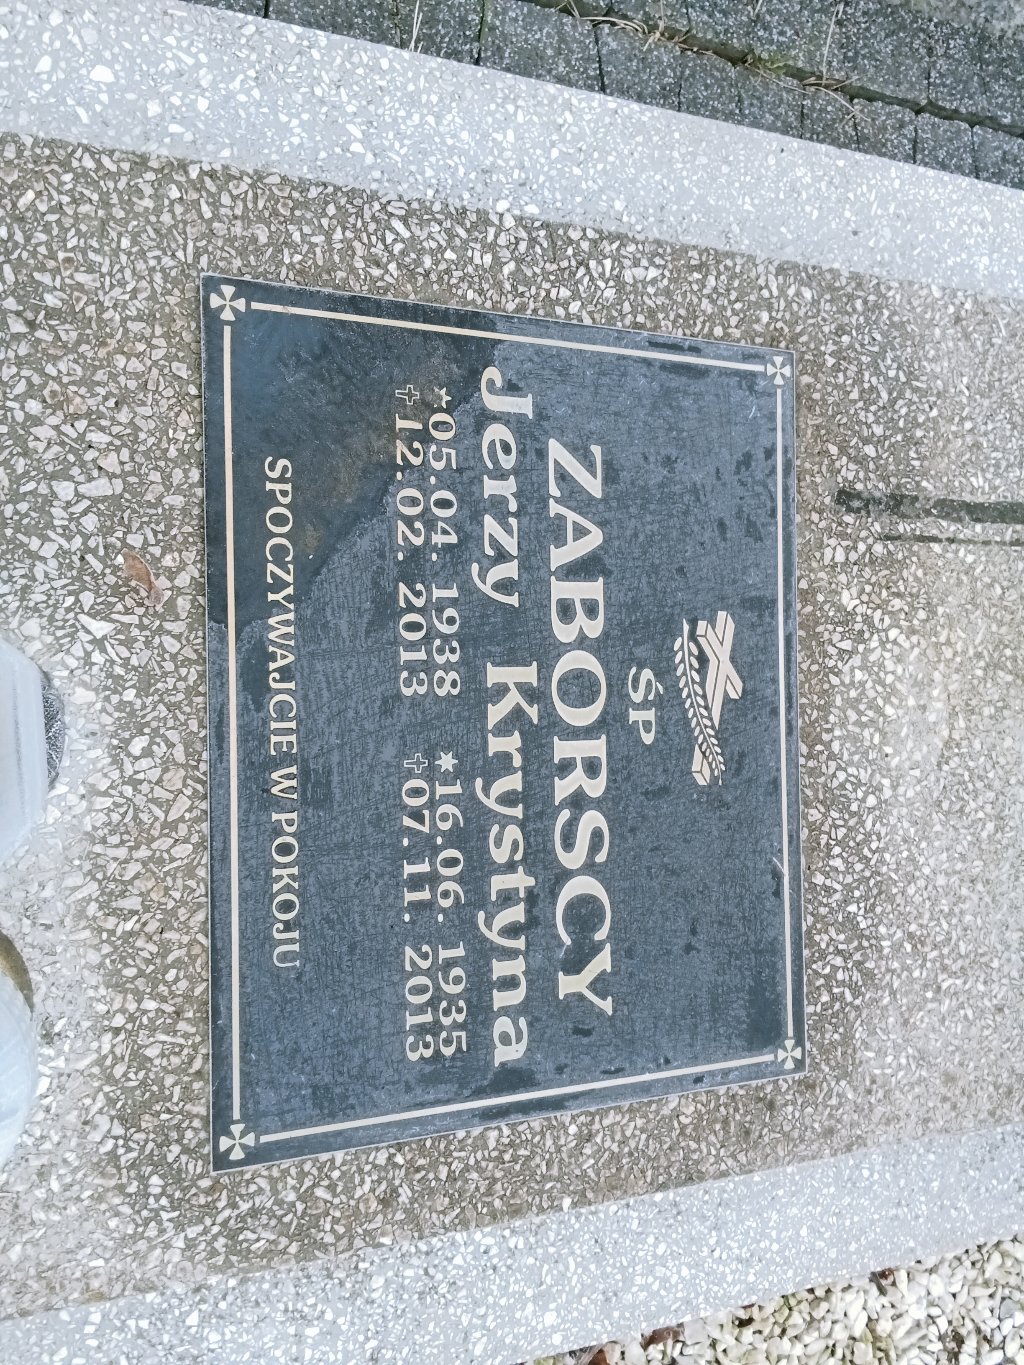 ŚP
ZABORSCY
Jerzy Krystyna
*05.04.1938 *16.06.1935
✝12.02.2013 ✝07.11.2013
SPOCZYWAJCIE W POKOJU